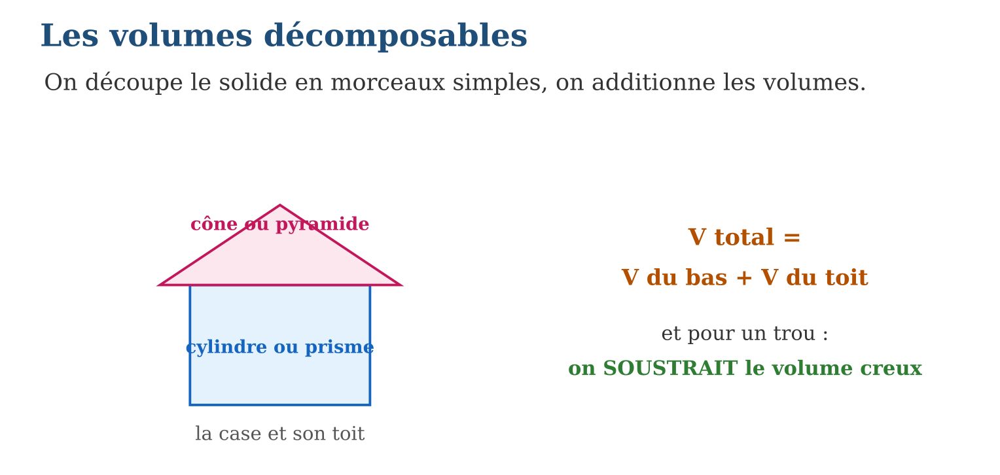 Les volumes décomposables
On découpe le solide en morceaux simples, on additionne les volumes.
cône ou pyramide
cylindre ou prisme
la case et son toit
V total =
V du bas + V du toit
et pour un trou :
on SOUSTRAIT le volume creux